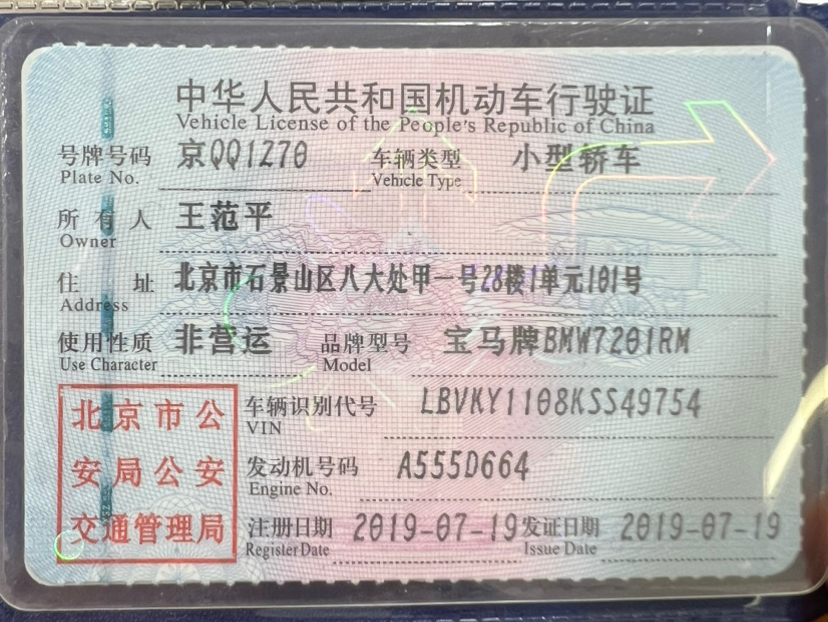 中华人民共和国机动车行驶证
Vehicle License of the People's Republic of China
号牌号码 京QQ1Z70 车辆类型 小型轿车
Plate No. Vehicle Type
所有人 王范平
Owner
住址 北京市石景山区八大处甲一号28楼1单元101号
Address
使用性质 非营运 品牌型号 宝马牌BMW7201RM
Use Character Model
北京市公
安局公安
交通管理局
车辆识别代号 LBVKY1108KSS49754
VIN
发动机号码 A555D664
Engine No.
注册日期 2019-07-19 发证日期 2019-07-19
Register Date Issue Date